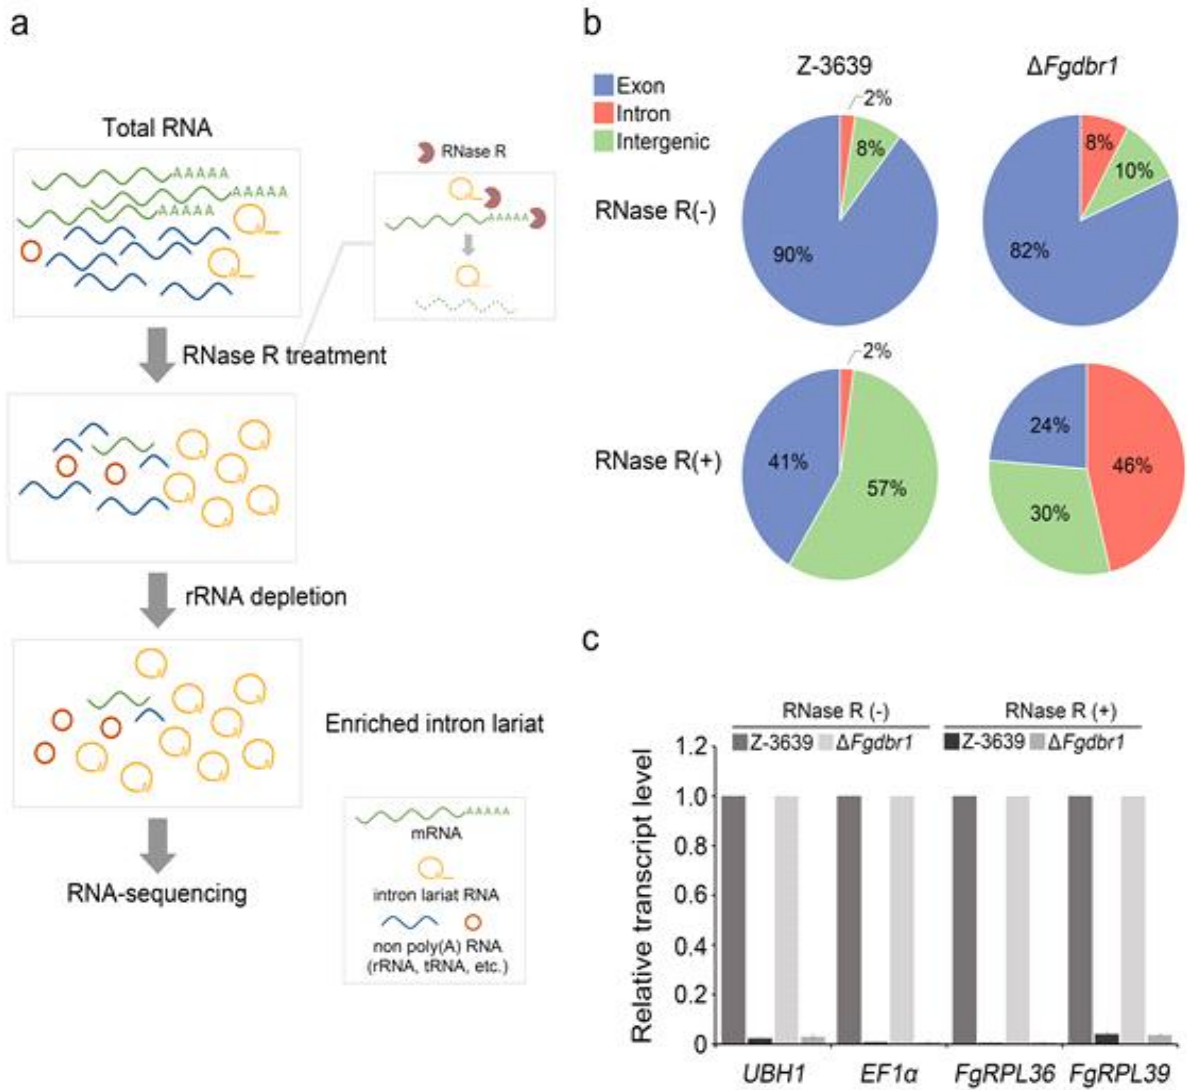 a
Total RNA
AAAAA
AAAAA
AAAAA
RNase R
AAAAA
RNase R treatment
rRNA depletion
Enriched intron lariat
RNA-sequencing
AAAAA
mRNA
intron lariat RNA
non poly(A) RNA
(rRNA, tRNA, etc.)
b
Z-3639
ΔFgdbr1
Exon
Intron
Intergenic
RNase R(-)
2%
8%
90%
8%
10%
82%
RNase R(+)
2%
41%
57%
24%
46%
30%
c
RNase R (-)
RNase R (+)
Z-3639
ΔFgdbr1
Z-3639
ΔFgdbr1
Relative transcript level
1.2
1.0
0.8
0.6
0.4
0.2
0
UBH1
EF1α
FgRPL36
FgRPL39